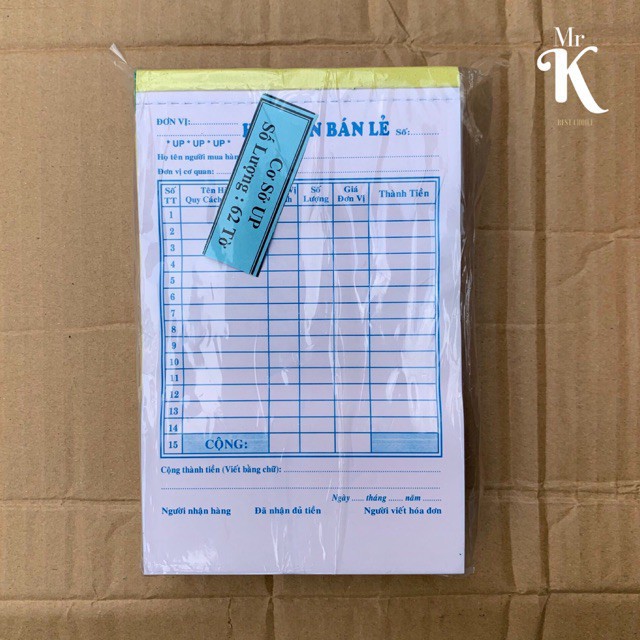 Mr
K
BEST CHOICE
ĐƠN VỊ:
BÁN LẺ Số:
* UP * UP * UP *
Họ tên người mua hàn
Đơn vị cơ quan:
Cơ Sở UP
Số Lượng : 62 Tờ
Số TT Tên H Quy Cách Số Lượng Giá Đơn Vị Thành Tiền
1
2
3
4
5
6
7
8
9
10
11
12
13
14
15 CỘNG:
Cộng thành tiền (Viết bằng chữ):
Ngày ...... tháng ...... năm ........
Người nhận hàng Đã nhận đủ tiền Người viết hóa đơn